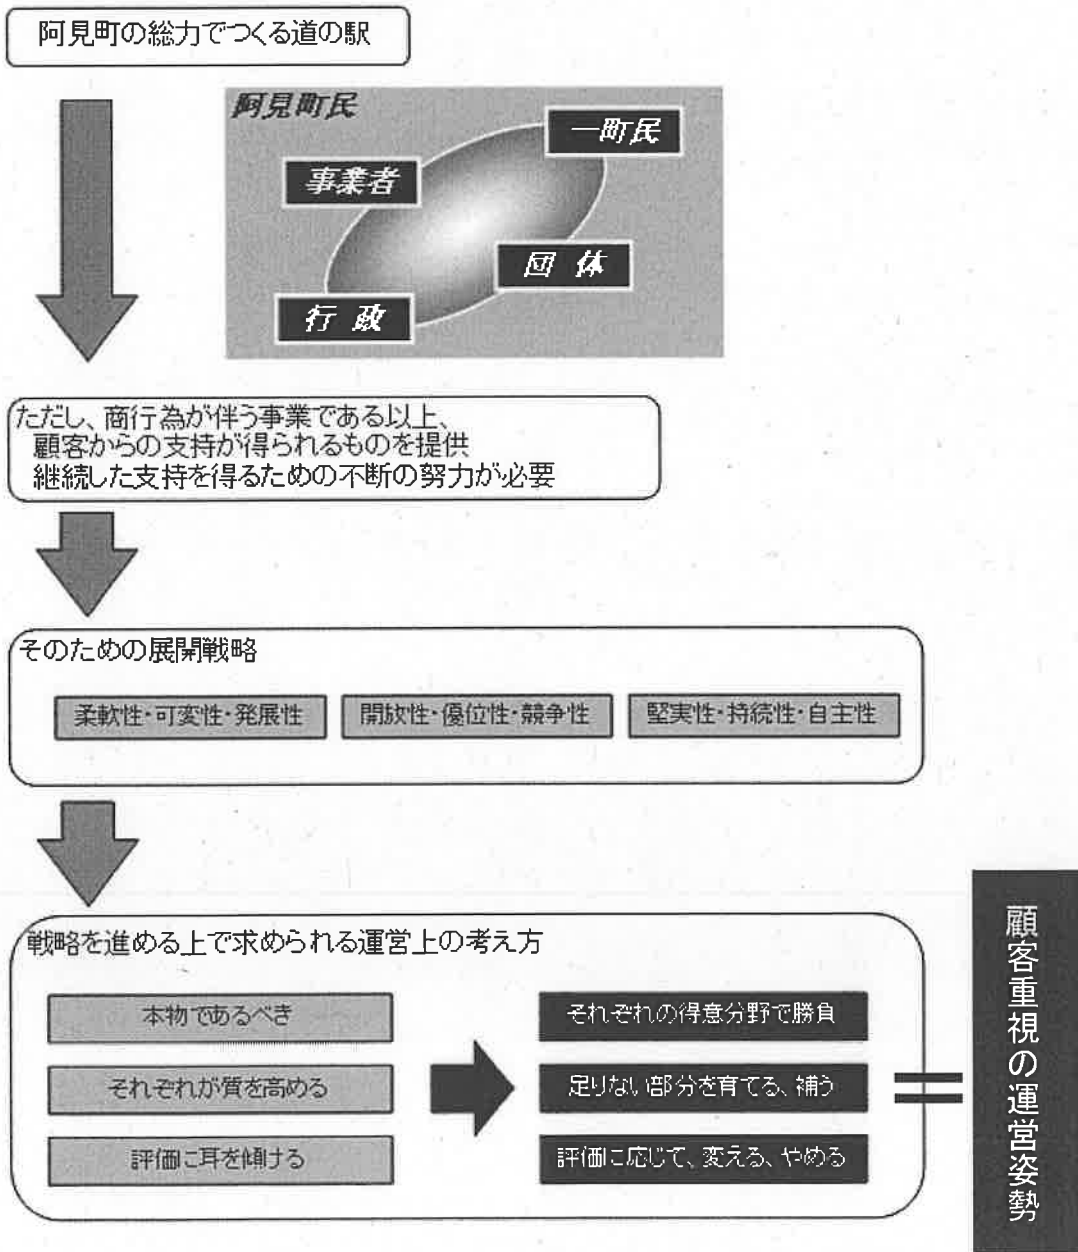 阿見町の総力でつくる道の駅
阿見町民
一町民
事業者
団 体
行 政
ただし、商行為が伴う事業である以上、
顧客からの支持が得られるものを提供
継続した支持を得るための不断の努力が必要
そのための展開戦略
柔軟性・可変性・発展性
開放性・優位性・競争性
堅実性・持続性・自主性
戦略を進める上で求められる運営上の考え方
本物であるべき
それぞれの得意分野で勝負
それぞれが質を高める
足りない部分を育てる、補う
評価に耳を傾ける
評価に応じて、変える、やめる
顧客重視の運営姿勢